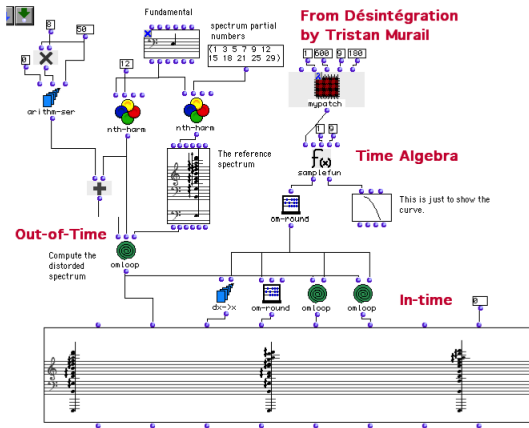 8
50
0
arithm-ser
Fundamental
spectrum partial
numbers
(1 3 5 7 9 12
15 18 21 25 29)
12
nth-harm
nth-harm
The reference
spectrum
From Désintégration
by Tristan Murail
1 600 9 180
mypatch
1 9
f(x)
samplefun
Time Algebra
om-round
This is just to show the
curve.
Out-of-Time
Compute the
distorded
spectrum
omloop
dx->x
om-round
omloop
omloop
In-time
0